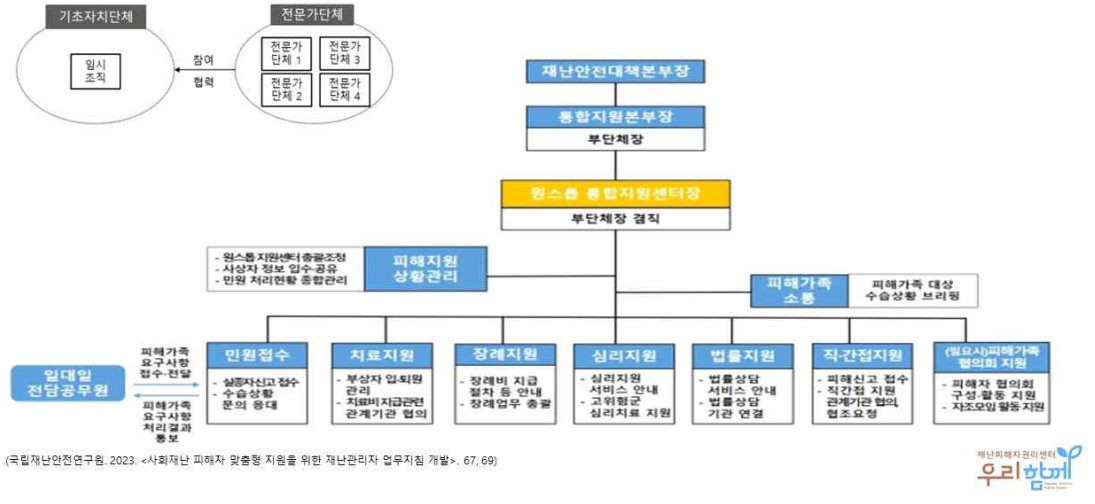 기초자치단체
임시
조직
참여
협력
전문가단체
전문가
단체 1
전문가
단체 3
전문가
단체 2
전문가
단체 4
재난안전대책본부장
통합지원본부장
부단체장
원스톱 통합지원센터장
부단체장 겸직
- 원스톱 지원센터 총괄조정
- 사상자 정보 입수·공유
- 민원 처리현황 종합관리
피해지원
상황관리
피해가족
소통
피해가족 대상
수습상황 브리핑
일대일
전담공무원
피해가족
요구사항
접수·전달
피해가족
요구사항
처리결과
통보
민원접수
- 실종자신고 접수
- 수습상황
문의 응대
치료지원
- 부상자 입·퇴원
관리
- 치료비 지급관련
관계기관 협의
장례지원
- 장례비 지급
절차 등 안내
- 장례업무 총괄
심리지원
- 심리지원
서비스 안내
- 고위험군
심리치료 지원
법률지원
- 법률상담
서비스 안내
- 법률상담
기관 연결
직·간접지원
- 피해신고 접수
- 직간접 지원
관계기관 협의,
협조요청
(필요시)피해가족
협의회 지원
- 피해자 협의회
구성·활동 지원
- 자조모임 활동 지원
(국립재난안전연구원. 2023. <사회재난 피해자 맞춤형 지원을 위한 재난관리자 업무지침 개발>. 67, 69)
재난피해자권리센터
우리함께